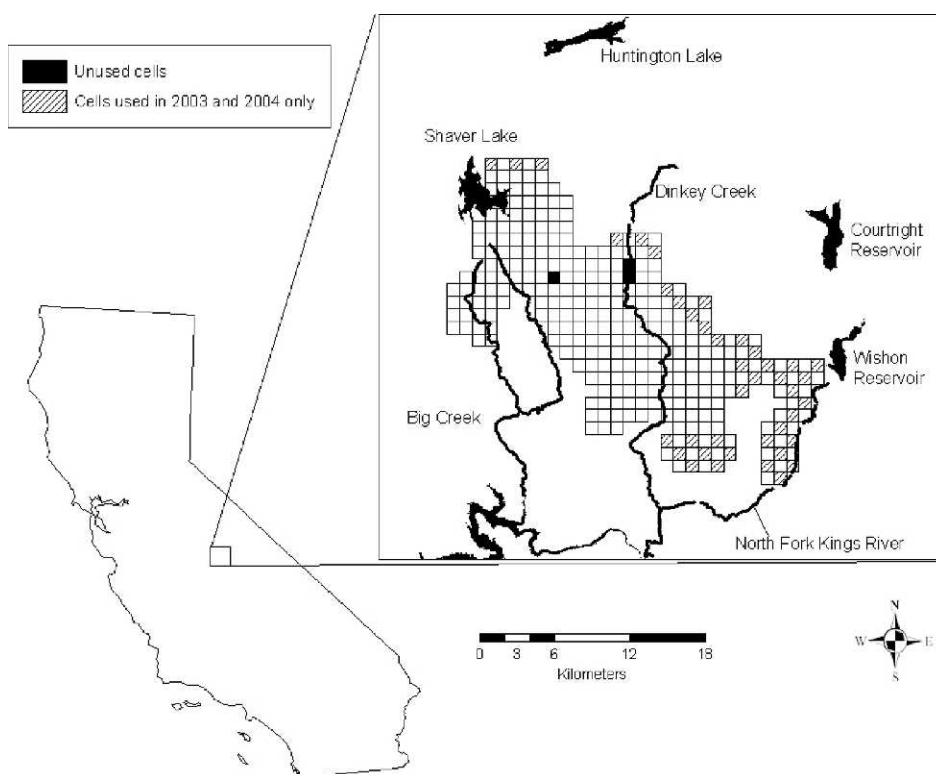 Unused cells
Cells used in 2003 and 2004 only
Huntington Lake
Shaver Lake
Dinkey Creek
Courtright
Reservoir
Wishon
Reservoir
Big Creek
North Fork Kings River
0 3 6 12 18
Kilometers
N
W E
S